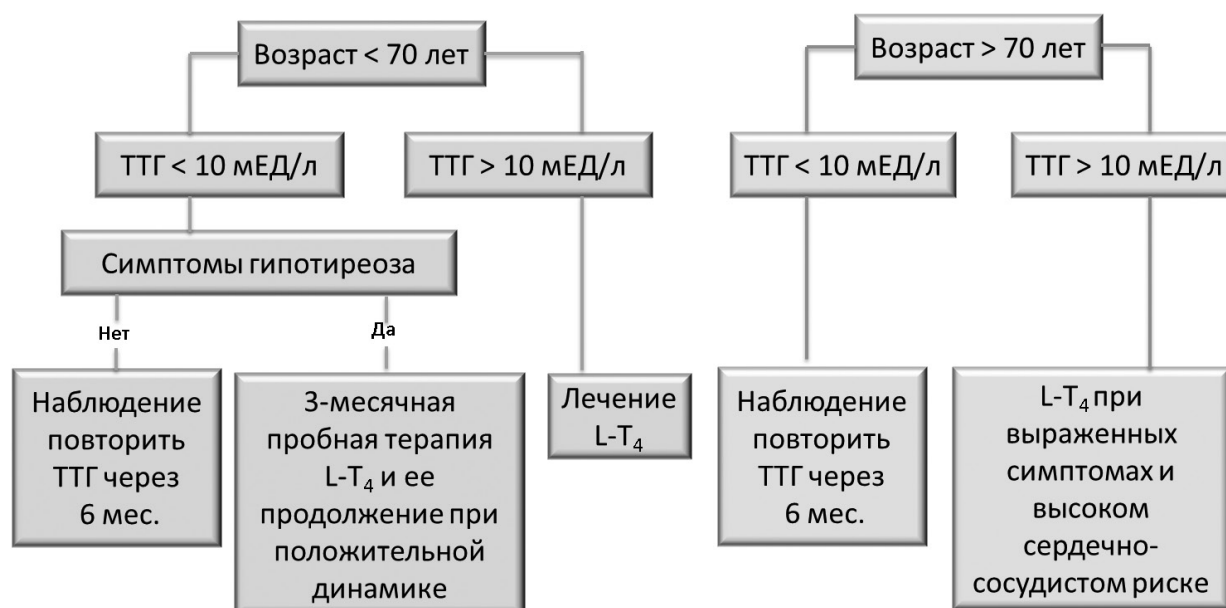 Возраст < 70 лет
Возраст > 70 лет
ТТГ < 10 мЕД/л
ТТГ > 10 мЕД/л
ТТГ < 10 мЕД/л
ТТГ > 10 мЕД/л
Симптомы гипотиреоза
Нет
Да
Наблюдение
повторить
ТТГ через
6 мес.
3-месячная
пробная терапия
L-T₄ и ее
продолжение при
положительной
динамике
Лечение
L-T₄
Наблюдение
повторить
ТТГ через
6 мес.
L-T₄ при
выраженных
симптомах и
высоком
сердечно-
сосудистом риске